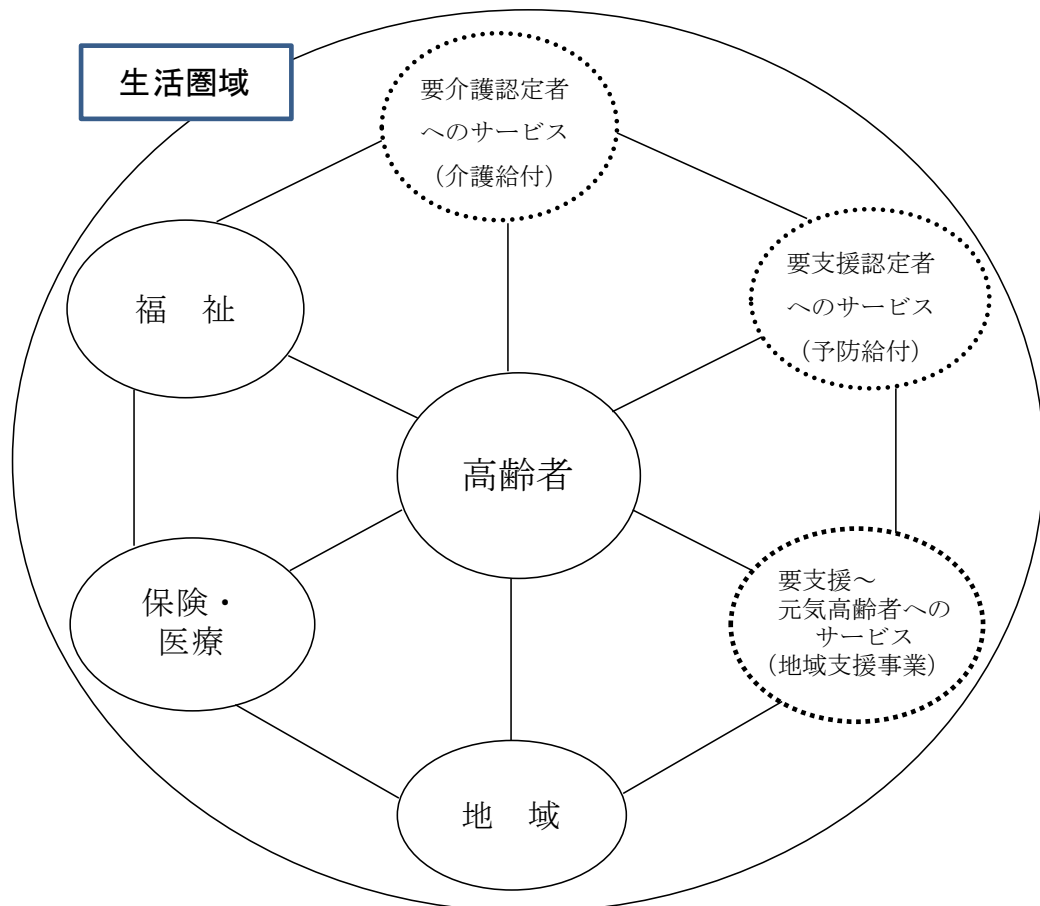 生活圏域
要介護認定者
へのサービス
（介護給付）
要支援認定者
へのサービス
（予防給付）
福　祉
高齢者
保険・
医療
要支援～
元気高齢者への
サービス
（地域支援事業）
地　域